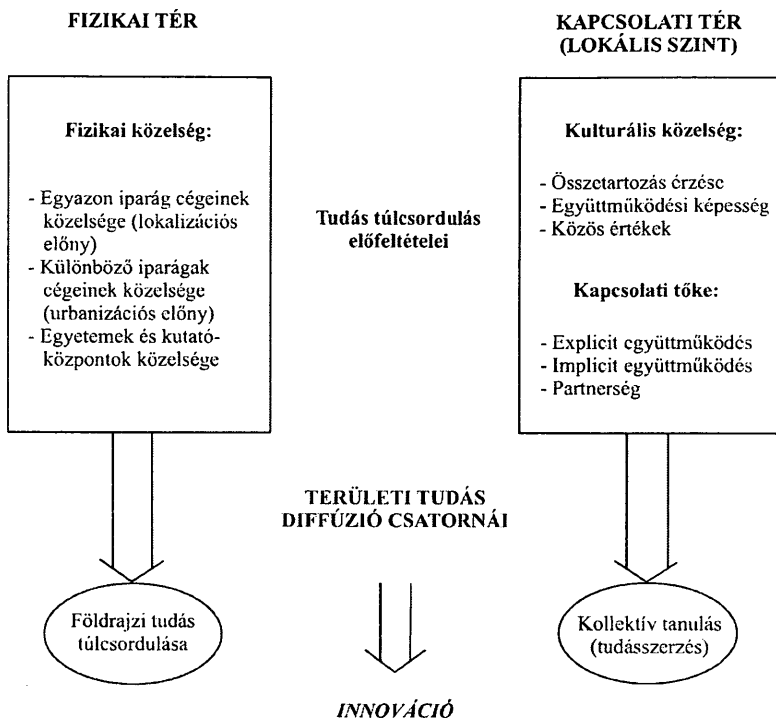 FIZIKAI TÉR
Fizikai közelség:
- Egyazon iparág cégeinek
közelsége (lokalizációs
előny)
- Különböző iparágak
cégeinek közelsége
(urbanizációs előny)
- Egyetemek és kutató-
központok közelsége
Földrajzi tudás
túlcsordulása
Tudás túlcsordulás
előfeltételei
TERÜLETI TUDÁS
DIFFÚZIÓ CSATORNÁI
INNOVÁCIÓ
KAPCSOLATI TÉR
(LOKÁLIS SZINT)
Kulturális közelség:
- Összetartozás érzése
- Együttműködési képesség
- Közös értékek
Kapcsolati tőke:
- Explicit együttműködés
- Implicit együttműködés
- Partnerség
Kollektív tanulás
(tudásszerzés)